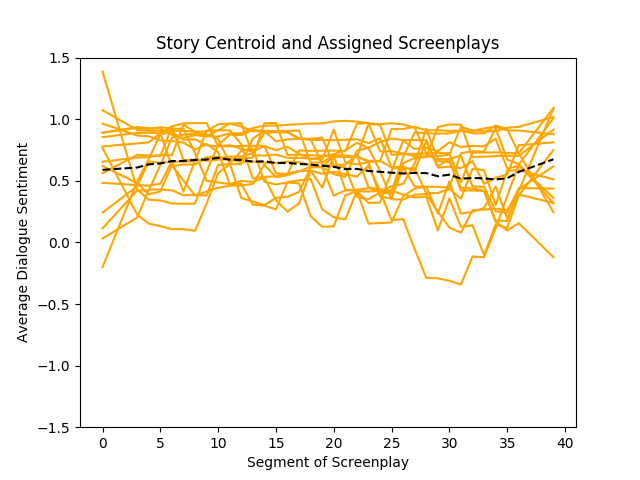 Story Centroid and Assigned Screenplays
1.5
1.0
0.5
0.0
−0.5
−1.0
−1.5
Average Dialogue Sentiment
0 5 10 15 20 25 30 35 40
Segment of Screenplay